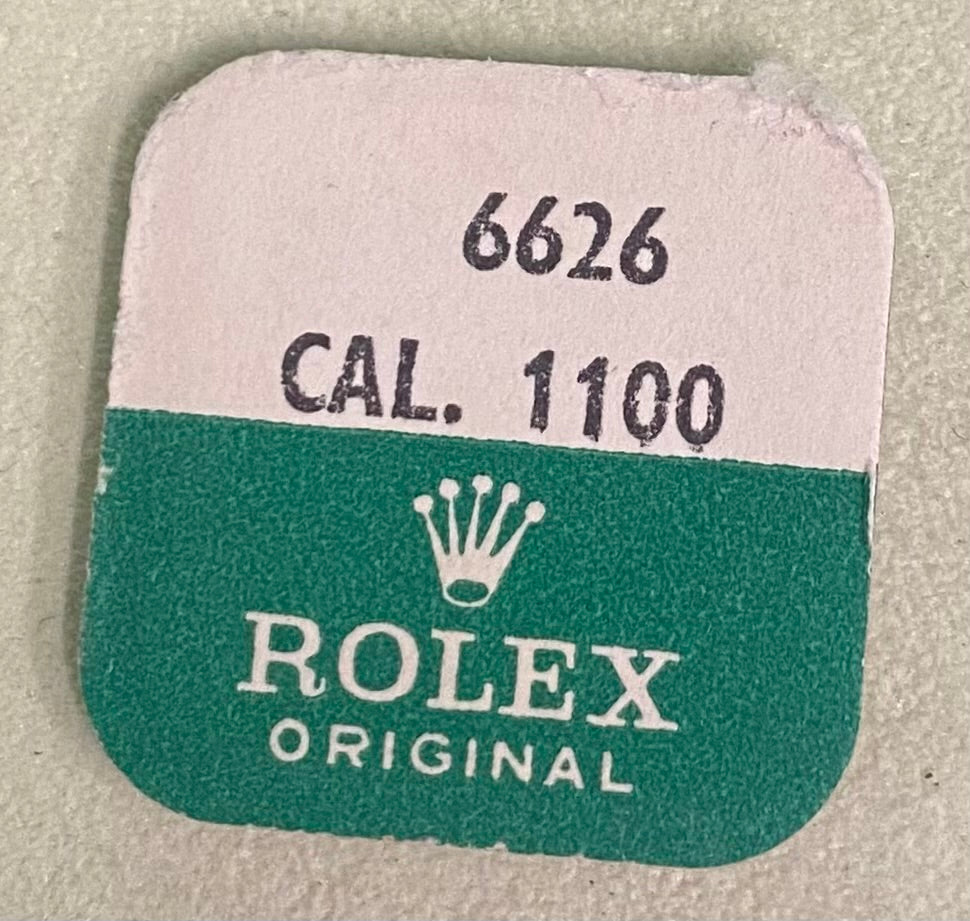 6626
CAL. 1100
ROLEX
ORIGINAL